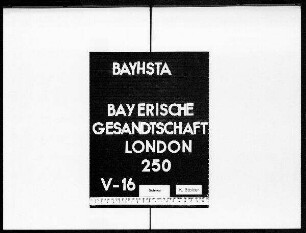 BAYHSTA
BAYERISCHE
GESANDTSCHAFT
LONDON
250
V-16